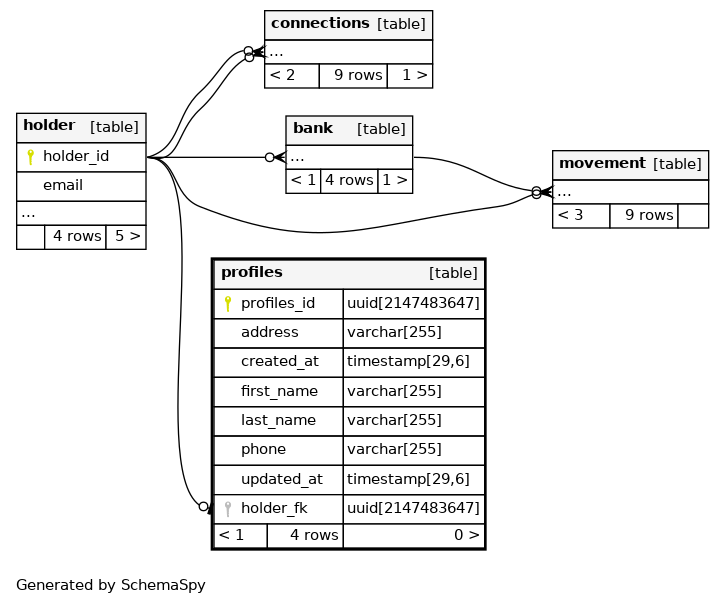 connections [table]
...
< 2 9 rows 1 >
holder [table]
holder_id
email
...
4 rows 5 >
bank [table]
...
< 1 4 rows 1 >
movement [table]
...
< 3 9 rows
profiles [table]
profiles_id uuid[2147483647]
address varchar[255]
created_at timestamp[29,6]
first_name varchar[255]
last_name varchar[255]
phone varchar[255]
updated_at timestamp[29,6]
holder_fk uuid[2147483647]
< 1 4 rows 0 >
Generated by SchemaSpy